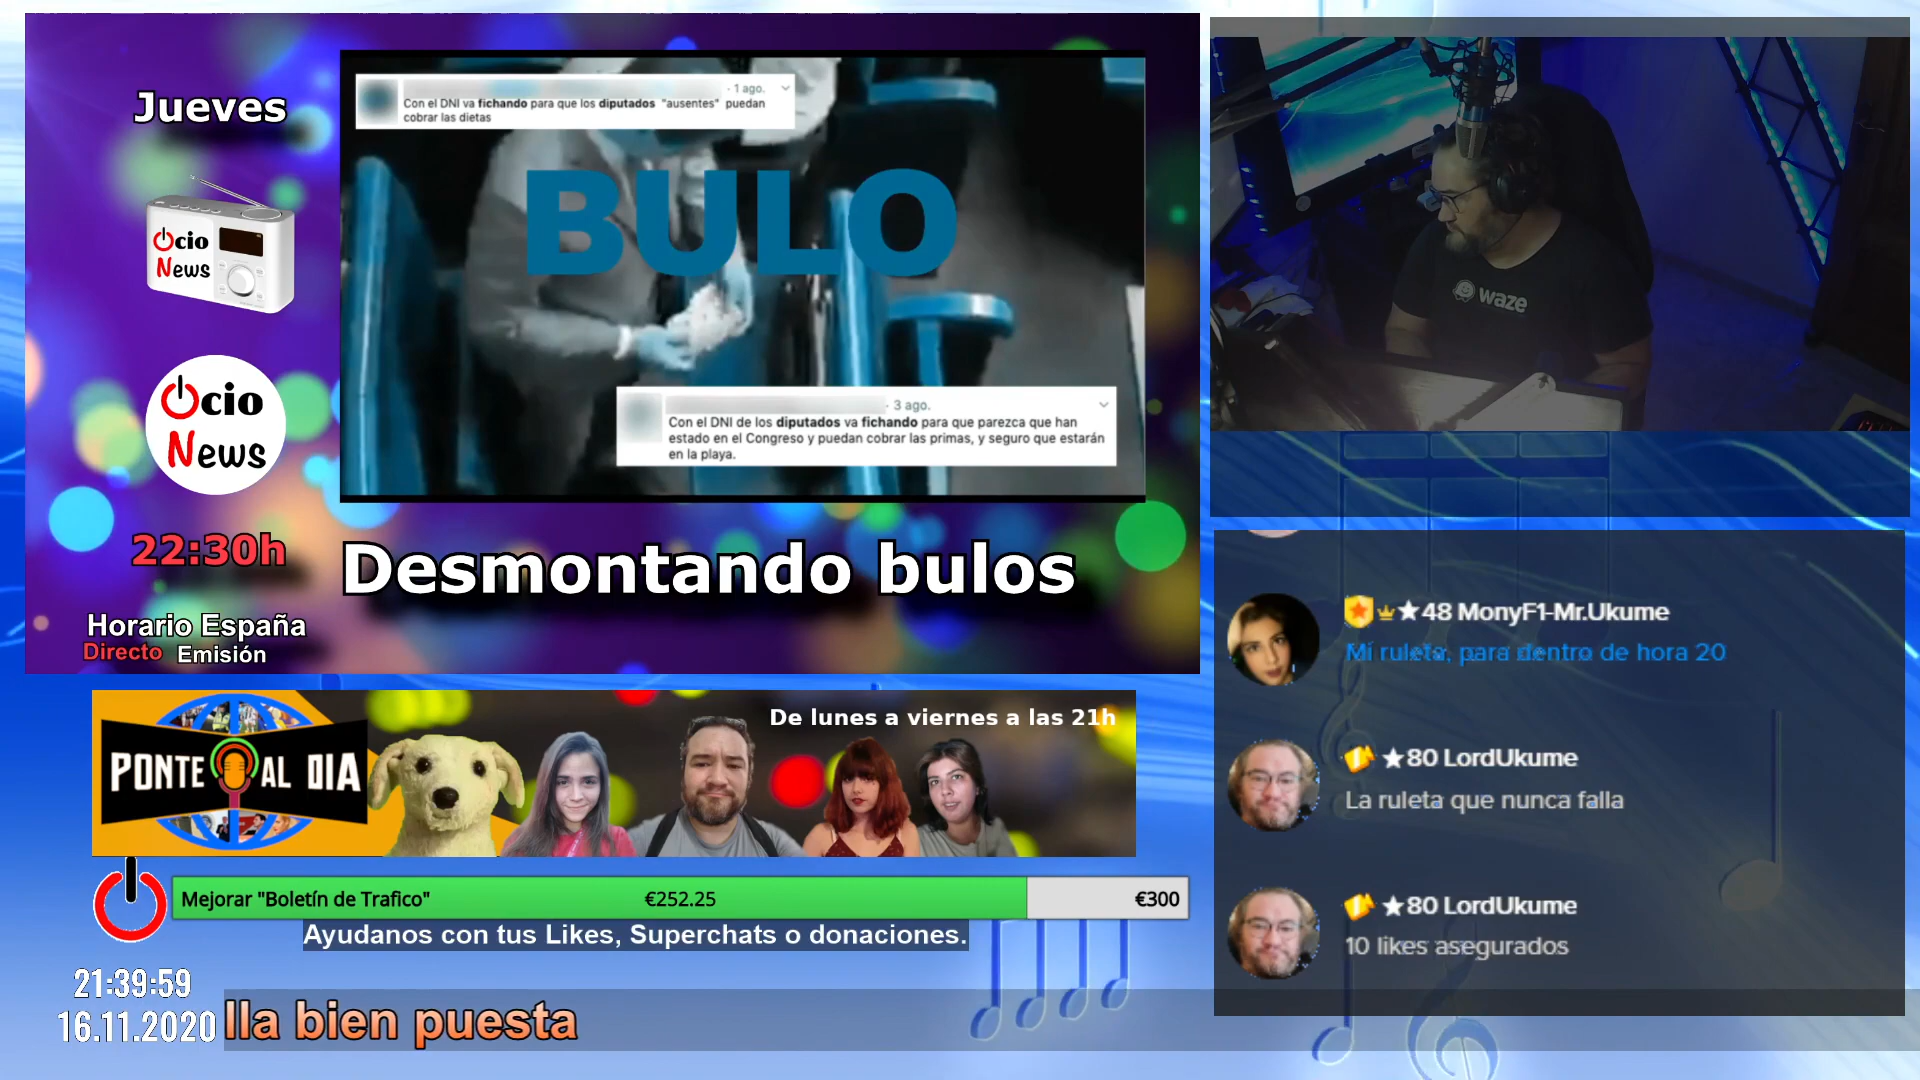 Jueves
Ocio
News
Ocio
News
22:30h
Horario España
Directo Emisión
· 1 ago.
Con el DNI va fichando para que los diputados "ausentes" puedan
cobrar las dietas
BULO
· 3 ago.
Con el DNI de los diputados va fichando para que parezca que han
estado en el Congreso y puedan cobrar las primas, y seguro que estarán
en la playa.
Desmontando bulos
waze
★48 MonyF1-Mr.Ukume
Mi ruleta, para dentro de hora 20
★80 LordUkume
La ruleta que nunca falla
★80 LordUkume
10 likes asegurados
De lunes a viernes a las 21h
PONTE AL DIA
Mejorar "Boletín de Trafico" €252.25 €300
Ayudanos con tus Likes, Superchats o donaciones.
21:39:59
16.11.2020
lla bien puesta